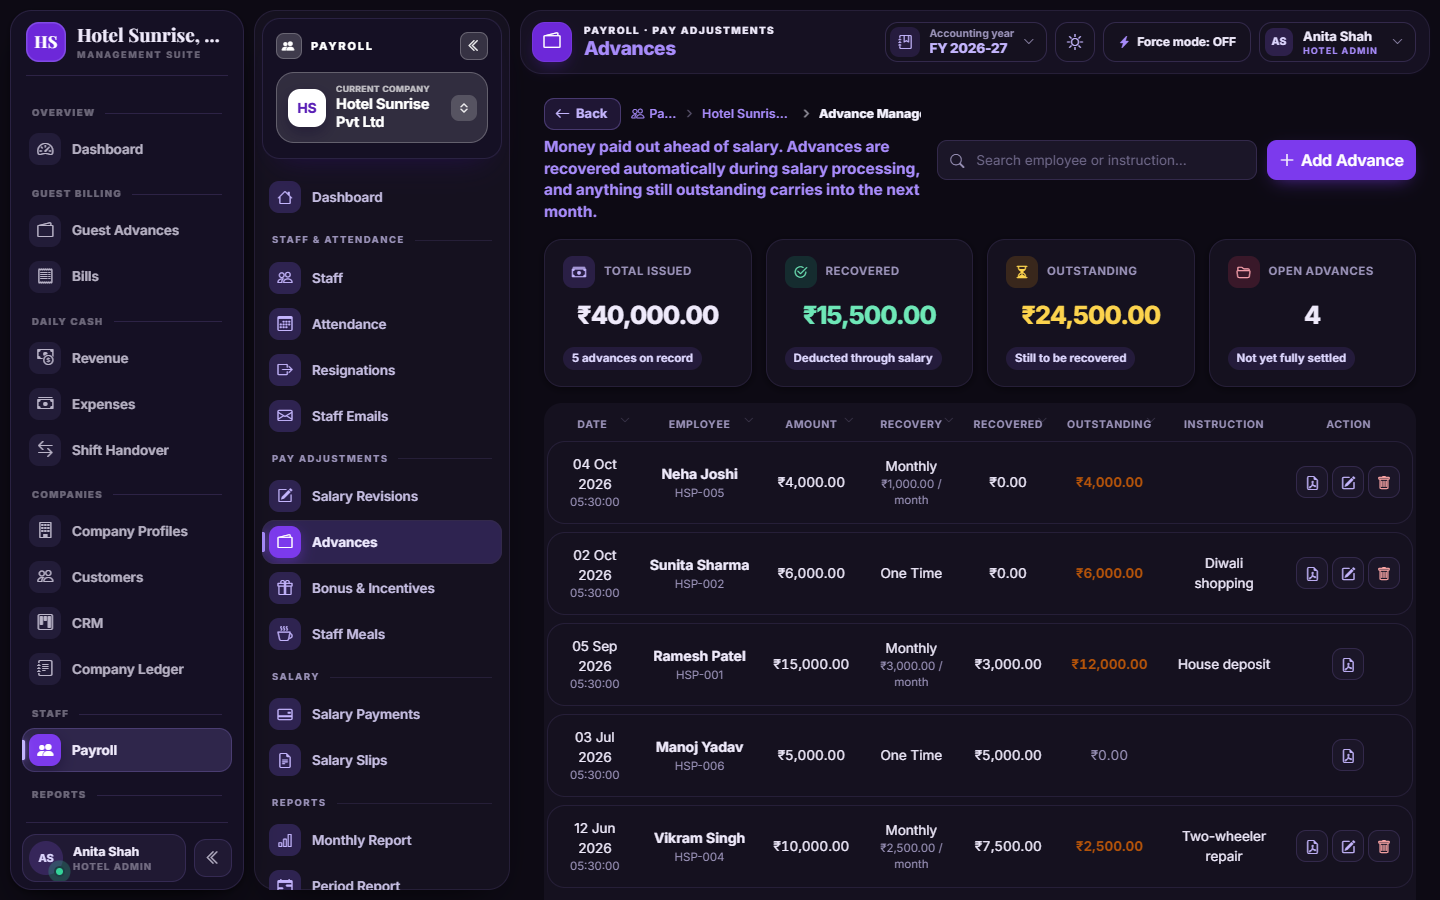 HS
Hotel Sunrise, ...
MANAGEMENT SUITE
OVERVIEW
Dashboard
GUEST BILLING
Guest Advances
Bills
DAILY CASH
Revenue
Expenses
Shift Handover
COMPANIES
Company Profiles
Customers
CRM
Company Ledger
STAFF
Payroll
REPORTS
AS
Anita Shah
HOTEL ADMIN
PAYROLL
HS
CURRENT COMPANY
Hotel Sunrise
Pvt Ltd
Dashboard
STAFF & ATTENDANCE
Staff
Attendance
Resignations
Staff Emails
PAY ADJUSTMENTS
Salary Revisions
Advances
Bonus & Incentives
Staff Meals
SALARY
Salary Payments
Salary Slips
REPORTS
Monthly Report
Period Report
PAYROLL · PAY ADJUSTMENTS
Advances
Accounting year
FY 2026-27
Force mode: OFF
AS
Anita Shah
HOTEL ADMIN
Back
Pa...
Hotel Sunris...
Advance Manag
Money paid out ahead of salary. Advances are
recovered automatically during salary processing,
and anything still outstanding carries into the next
month.
Search employee or instruction...
Add Advance
TOTAL ISSUED
₹40,000.00
5 advances on record
RECOVERED
₹15,500.00
Deducted through salary
OUTSTANDING
₹24,500.00
Still to be recovered
OPEN ADVANCES
4
Not yet fully settled
DATE EMPLOYEE AMOUNT RECOVERY RECOVERED OUTSTANDING INSTRUCTION ACTION
04 Oct
2026
05:30:00
Neha Joshi
HSP-005
₹4,000.00
Monthly
₹1,000.00 /
month
₹0.00
₹4,000.00
02 Oct
2026
05:30:00
Sunita Sharma
HSP-002
₹6,000.00
One Time
₹0.00
₹6,000.00
Diwali
shopping
05 Sep
2026
05:30:00
Ramesh Patel
HSP-001
₹15,000.00
Monthly
₹3,000.00 /
month
₹3,000.00
₹12,000.00
House deposit
03 Jul
2026
05:30:00
Manoj Yadav
HSP-006
₹5,000.00
One Time
₹5,000.00
₹0.00
12 Jun
2026
05:30:00
Vikram Singh
HSP-004
₹10,000.00
Monthly
₹2,500.00 /
month
₹7,500.00
₹2,500.00
Two-wheeler
repair